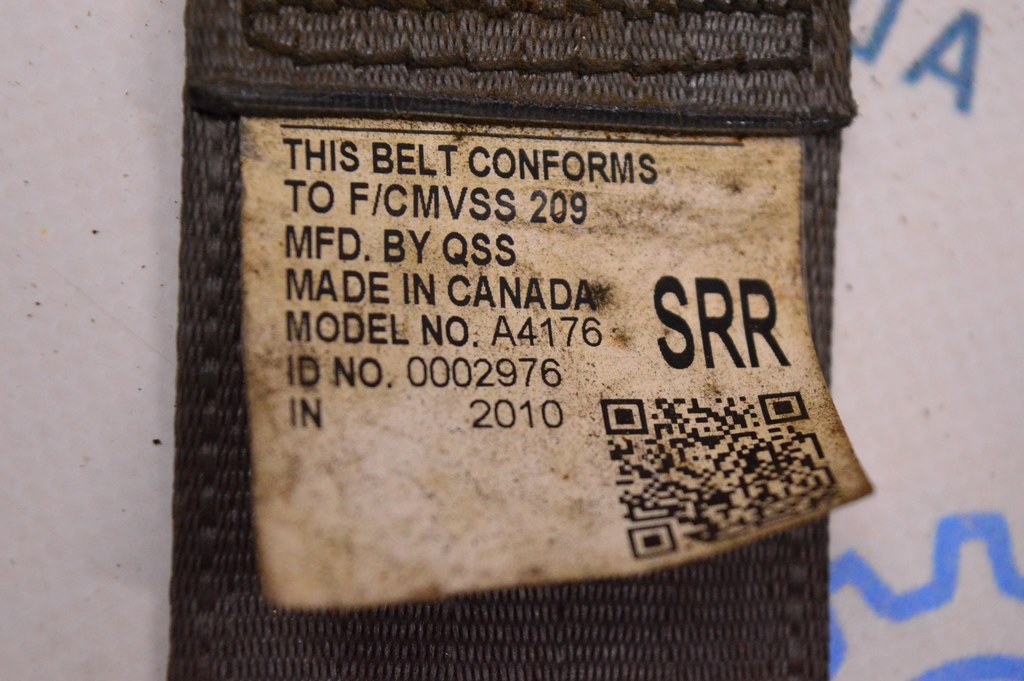 THIS BELT CONFORMS
TO F/CMVSS 209
MFD. BY QSS
MADE IN CANADA
MODEL NO. A4176
ID NO. 0002976
IN 2010
SRR